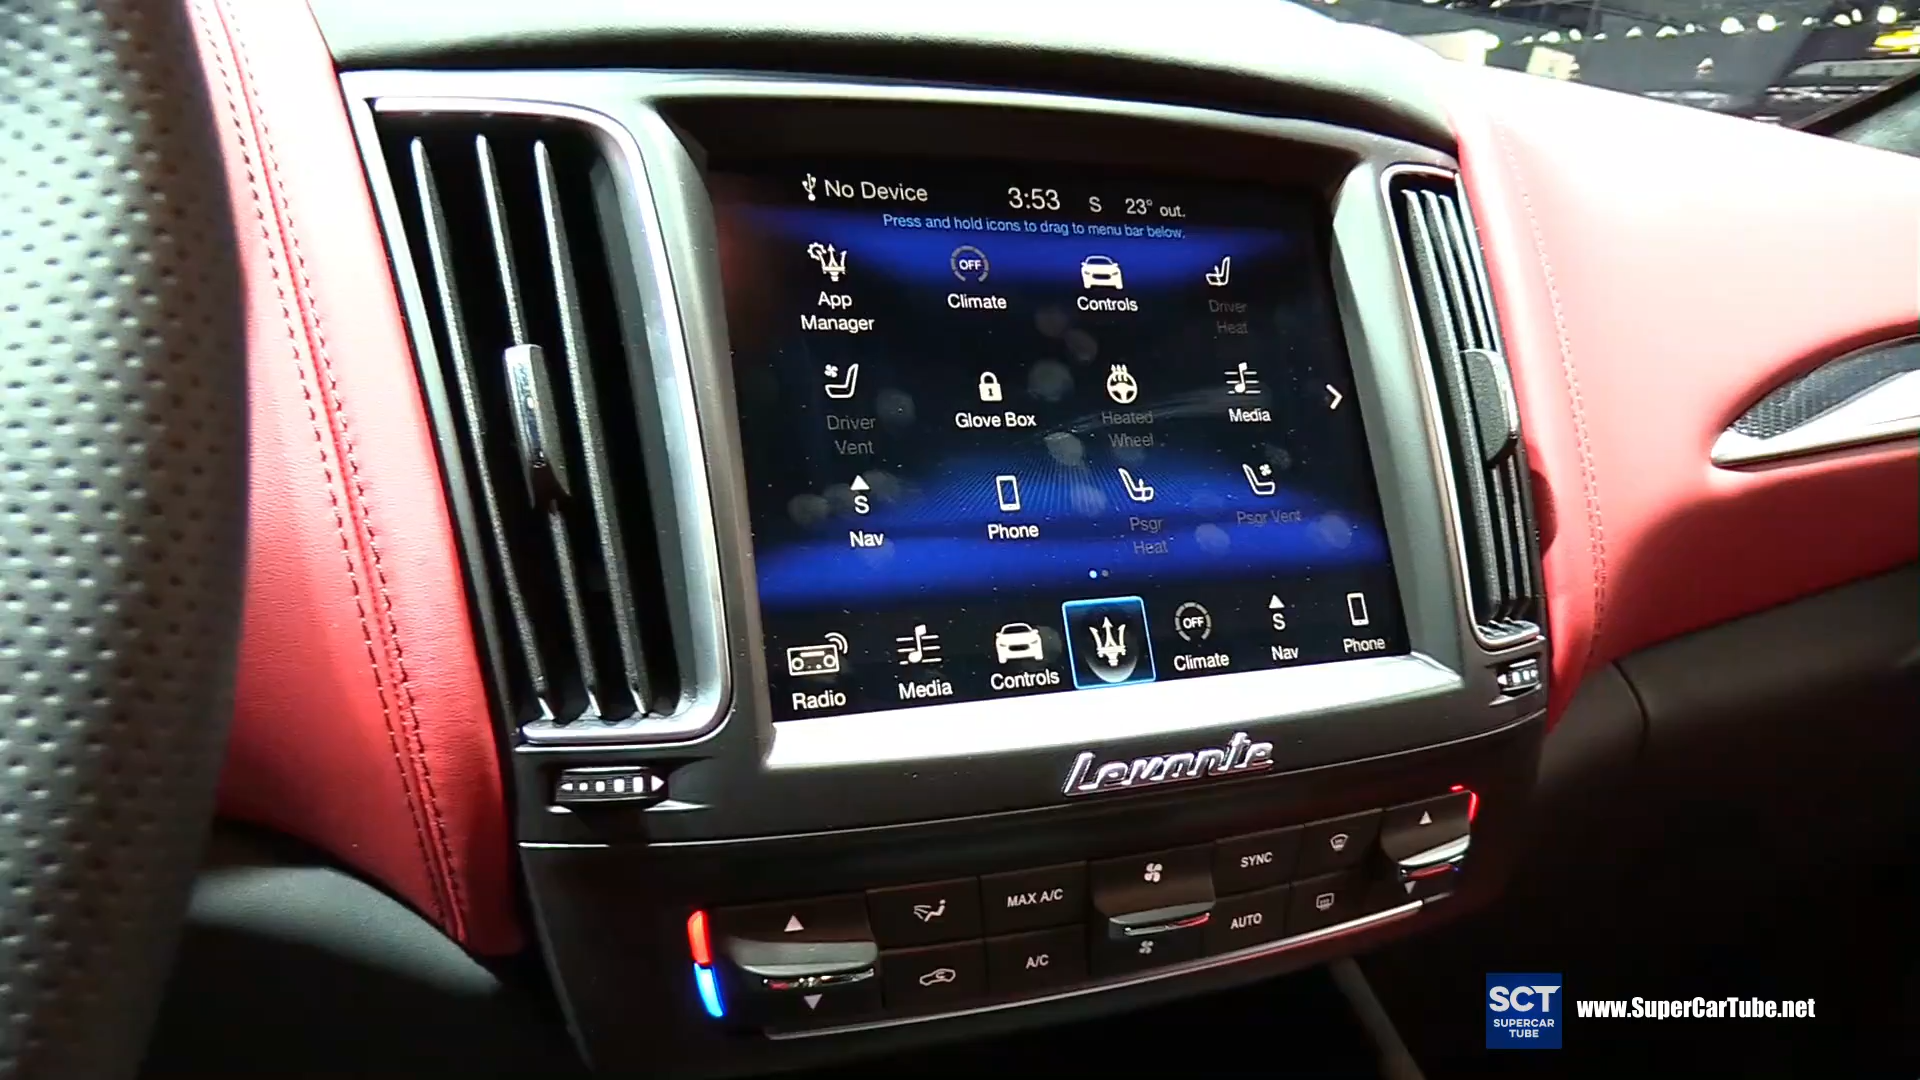 No Device 3:53 S 23° out.
Press and hold icons to drag to menu bar below.
App
Manager
OFF
Climate
Controls
Driver
Heat
Driver
Vent
Glove Box
Heated
Wheel
Media
S
Nav
Phone
Psgr
Heat
Psgr Vent
Radio
Media
Controls
OFF
Climate
S
Nav
Phone
Levante
MAX A/C
SYNC
A/C
AUTO
SCT
SUPERCAR
TUBE
www.SuperCarTube.net